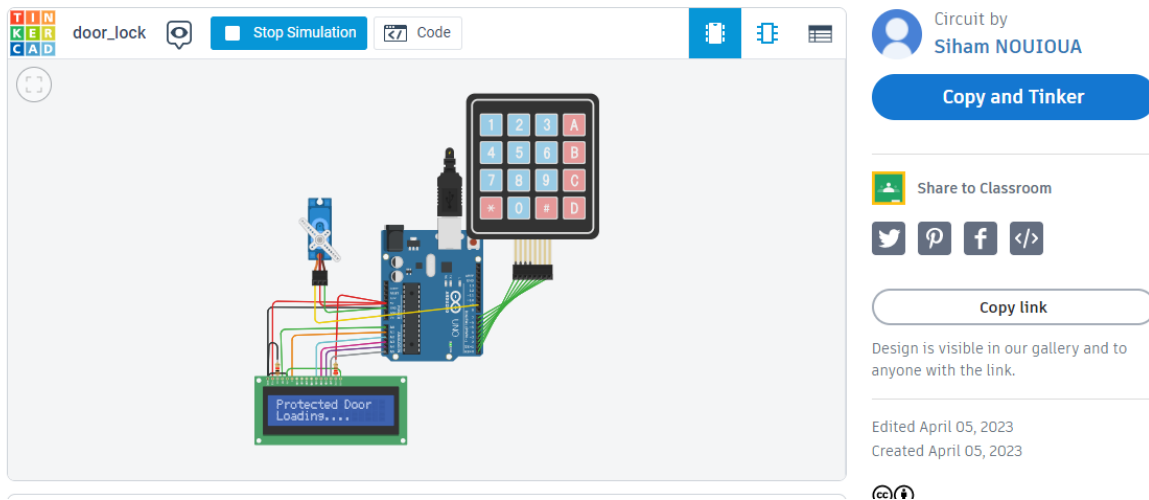 TIN
KER
CAD
door_lock
Stop Simulation
Code
1 2 3 A
4 5 6 B
7 8 9 C
* 0 # D
UNO
Protected Door
Loading....
Circuit by
Siham NOUIOUA
Copy and Tinker
Share to Classroom
Copy link
Design is visible in our gallery and to
anyone with the link.
Edited April 05, 2023
Created April 05, 2023
cc